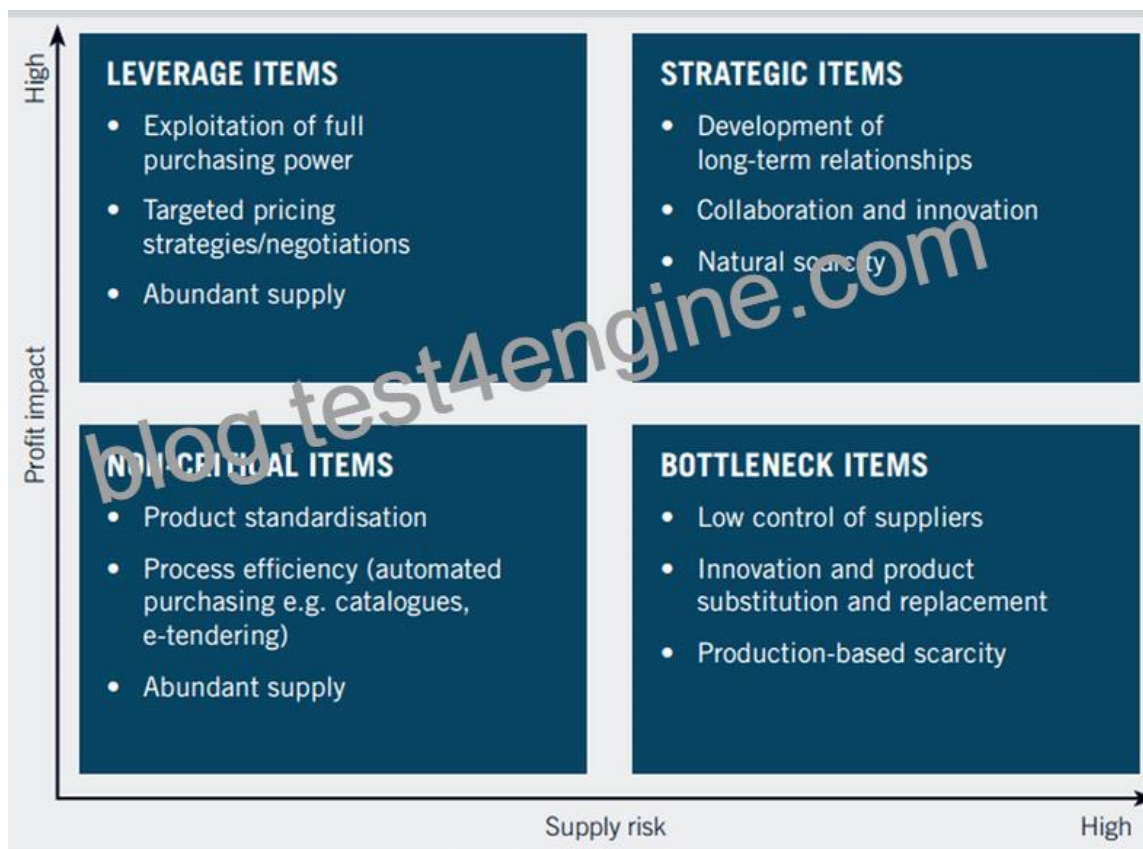 High
Profit impact
LEVERAGE ITEMS
• Exploitation of full
purchasing power
• Targeted pricing
strategies/negotiations
• Abundant supply
STRATEGIC ITEMS
• Development of
long-term relationships
• Collaboration and innovation
• Natural scarcity
blog.test4engine.com
NON-CRITICAL ITEMS
• Product standardisation
• Process efficiency (automated
purchasing e.g. catalogues,
e-tendering)
• Abundant supply
BOTTLENECK ITEMS
• Low control of suppliers
• Innovation and product
substitution and replacement
• Production-based scarcity
Supply risk
High